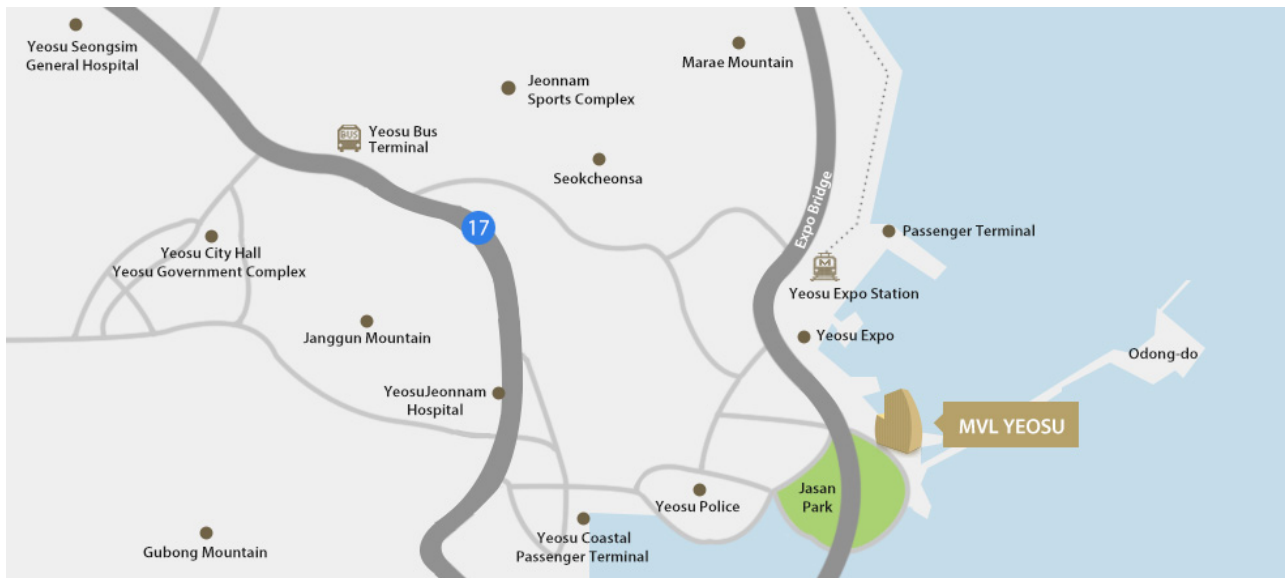 Yeosu Seongsim
General Hospital
Marae Mountain
Jeonnam
Sports Complex
BUS
Yeosu Bus
Terminal
Seokcheonsa
Expo Bridge
17
Passenger Terminal
Yeosu City Hall
Yeosu Government Complex
M
Yeosu Expo Station
Janggun Mountain
Yeosu Expo
Odong-do
YeosuJeonnam
Hospital
MVL YEOSU
Jasan
Park
Yeosu Police
Gubong Mountain
Yeosu Coastal
Passenger Terminal